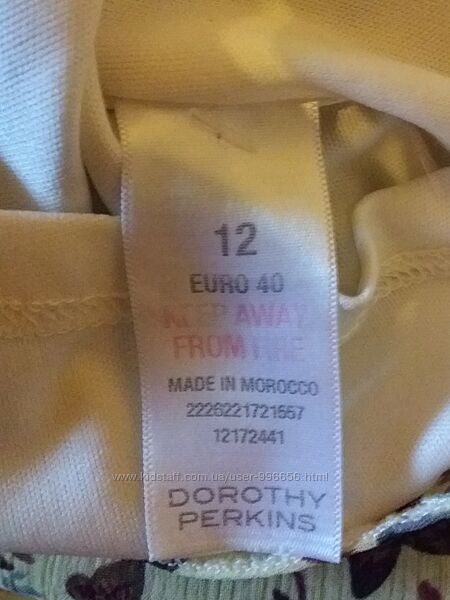 12
EURO 40
KEEP AWAY
FROM FIRE
MADE IN MOROCCO
2226221721557
12172441
www.kidstaff.com.ua/user-996656.html
DOROTHY
PERKINS